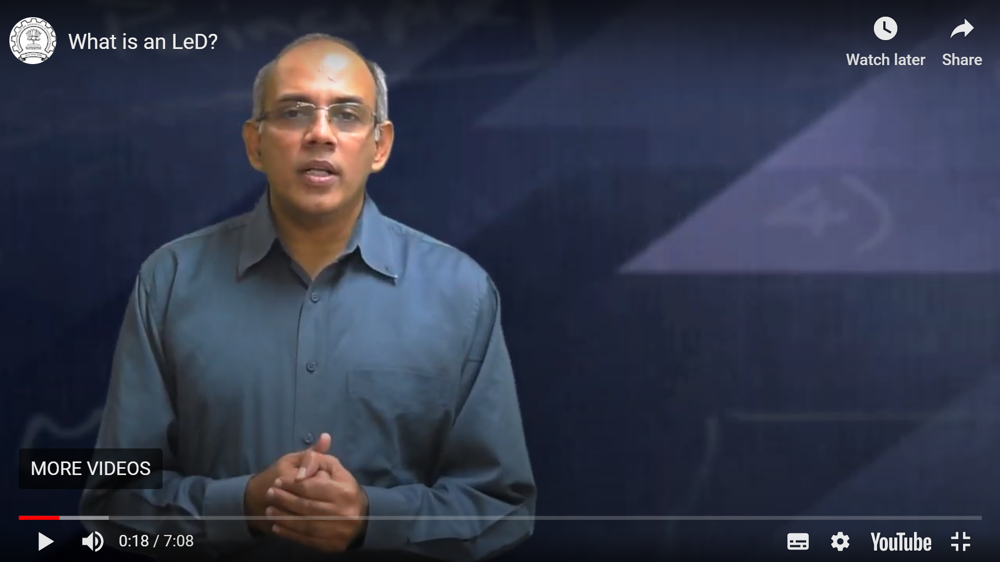 What is an LeD?
Watch later
Share
MORE VIDEOS
0:18 / 7:08
YouTube